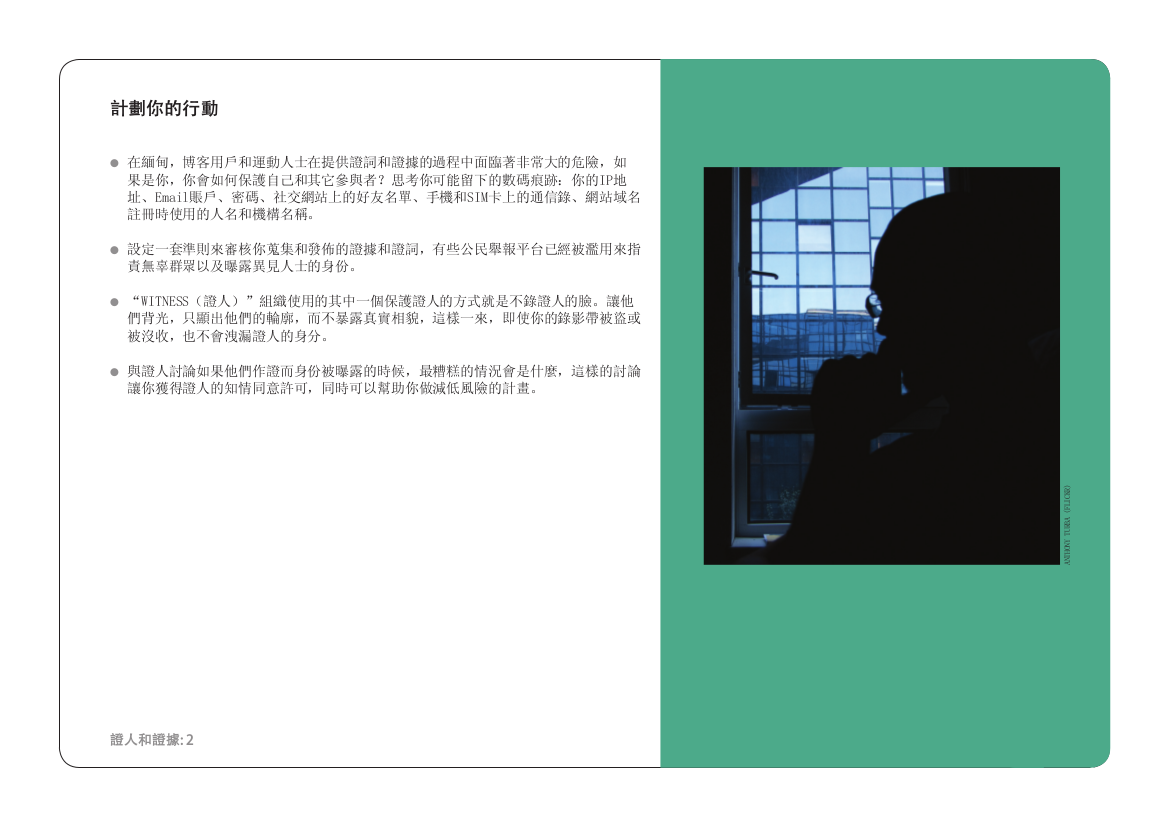 計劃你的行動
● 在緬甸，博客用戶和運動人士在提供證詞和證據的過程中面臨著非常大的危險，如
果是你，你會如何保護自己和其它參與者？思考你可能留下的數碼痕跡：你的IP地
址、Email賬戶、密碼、社交網站上的好友名單、手機和SIM卡上的通信錄、網站域名
註冊時使用的人名和機構名稱。
● 設定一套準則來審核你蒐集和發佈的證據和證詞，有些公民舉報平台已經被濫用來指
責無辜群眾以及曝露異見人士的身份。
● “WITNESS（證人）”組織使用的其中一個保護證人的方式就是不錄證人的臉。讓他
們背光，只顯出他們的輪廓，而不暴露真實相貌，這樣一來，即使你的錄影帶被盜或
被沒收，也不會洩漏證人的身分。
● 與證人討論如果他們作證而身份被曝露的時候，最糟糕的情況會是什麼，這樣的討論
讓你獲得證人的知情同意許可，同時可以幫助你做減低風險的計畫。
ANTHONY TUSRA (FLICKR)
證人和證據: 2